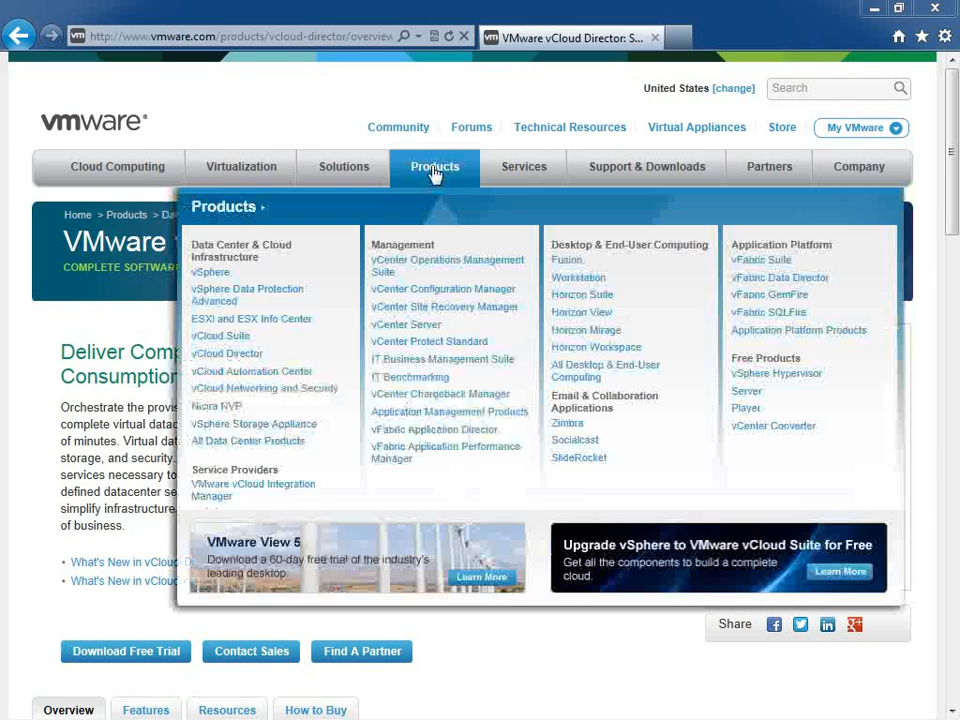 http://www.vmware.com/products/vcloud-director/overview
VMware vCloud Director: S...
United States [change]
Search
vmware®
Community
Forums
Technical Resources
Virtual Appliances
Store
My VMware
Cloud Computing
Virtualization
Solutions
Products
Services
Support & Downloads
Partners
Company
Home > Products > Da
VMware
COMPLETE SOFTWAR
Products
Data Center & Cloud
Infrastructure
vSphere
vSphere Data Protection
Advanced
ESXi and ESX Info Center
vCloud Suite
vCloud Director
vCloud Automation Center
vCloud Networking and Security
Nicira NVP
vSphere Storage Appliance
All Data Center Products
Service Providers
VMware vCloud Integration
Manager
Management
vCenter Operations Management
Suite
vCenter Configuration Manager
vCenter Site Recovery Manager
vCenter Server
vCenter Protect Standard
IT Business Management Suite
IT Benchmarking
vCenter Chargeback Manager
Application Management Products
vFabric Application Director
vFabric Application Performance
Manager
Desktop & End-User Computing
Fusion
Workstation
Horizon Suite
Horizon View
Horizon Mirage
Horizon Workspace
All Desktop & End-User
Computing
Email & Collaboration
Applications
Zimbra
Socialcast
SlideRocket
Application Platform
vFabric Suite
vFabric Data Director
vFabric GemFire
vFabric SQLFire
Application Platform Products
Free Products
vSphere Hypervisor
Server
Player
vCenter Converter
Deliver Com
Consumption
Orchestrate the provis
complete virtual datac
of minutes. Virtual da
storage, and security.
services necessary to
defined datacenter se
simplify infrastructure
of business.
What's New in vClou
What's New in vClou
VMware View 5
Download a 60-day free trial of the industry's
leading desktop.
Learn More
Upgrade vSphere to VMware vCloud Suite for Free
Get all the components to build a complete
cloud.
Learn More
Share
Download Free Trial
Contact Sales
Find A Partner
Overview
Features
Resources
How to Buy